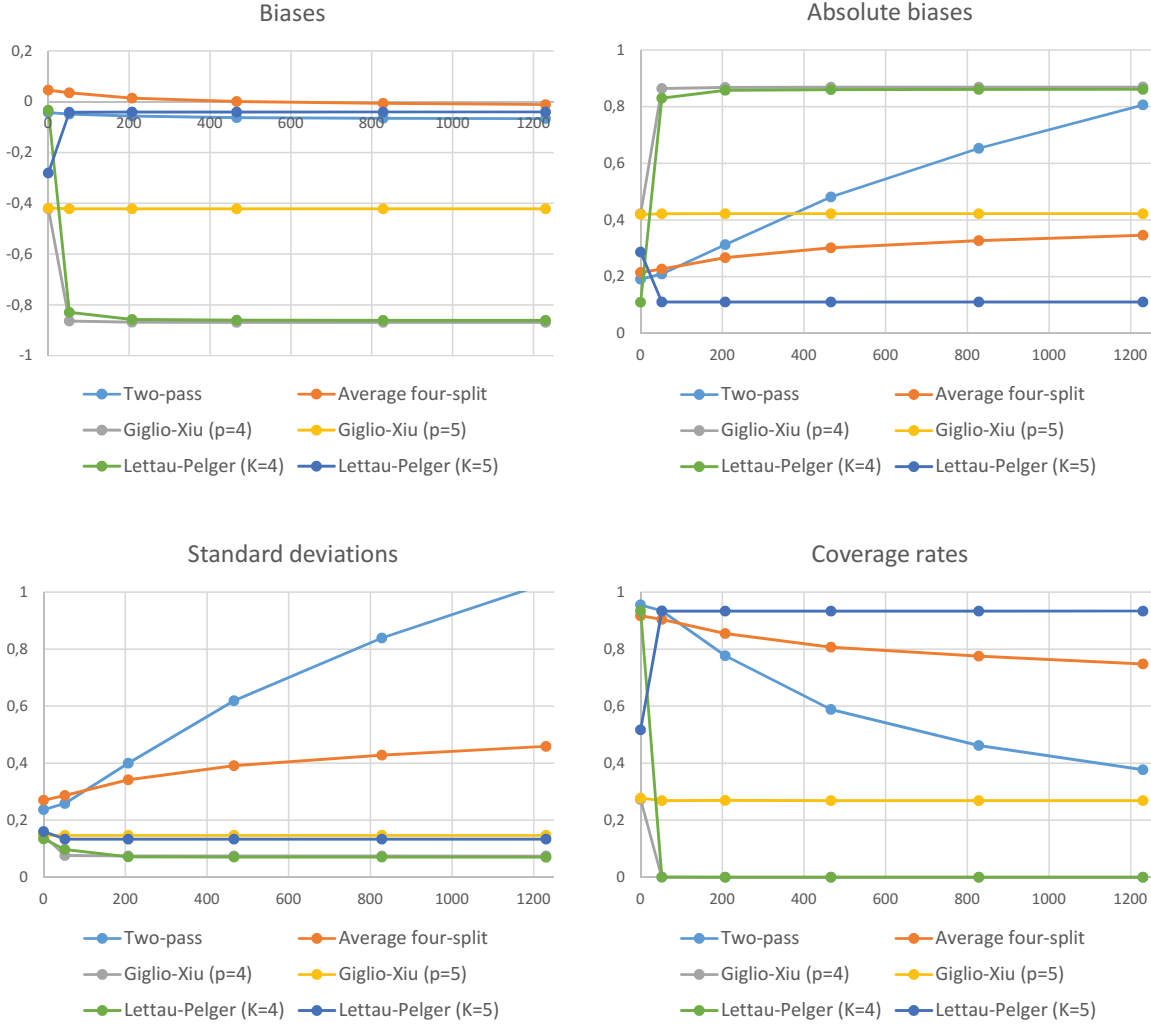 Biases
0,2
0
-0,2
-0,4
-0,6
-0,8
-1
0 200 400 600 800 1000 1200
Two-pass Average four-split
Giglio-Xiu (p=4) Giglio-Xiu (p=5)
Lettau-Pelger (K=4) Lettau-Pelger (K=5)
Absolute biases
1
0,8
0,6
0,4
0,2
0
0 200 400 600 800 1000 1200
Two-pass Average four-split
Giglio-Xiu (p=4) Giglio-Xiu (p=5)
Lettau-Pelger (K=4) Lettau-Pelger (K=5)
Standard deviations
1
0,8
0,6
0,4
0,2
0
0 200 400 600 800 1000 1200
Two-pass Average four-split
Giglio-Xiu (p=4) Giglio-Xiu (p=5)
Lettau-Pelger (K=4) Lettau-Pelger (K=5)
Coverage rates
1
0,8
0,6
0,4
0,2
0
0 200 400 600 800 1000 1200
Two-pass Average four-split
Giglio-Xiu (p=4) Giglio-Xiu (p=5)
Lettau-Pelger (K=4) Lettau-Pelger (K=5)